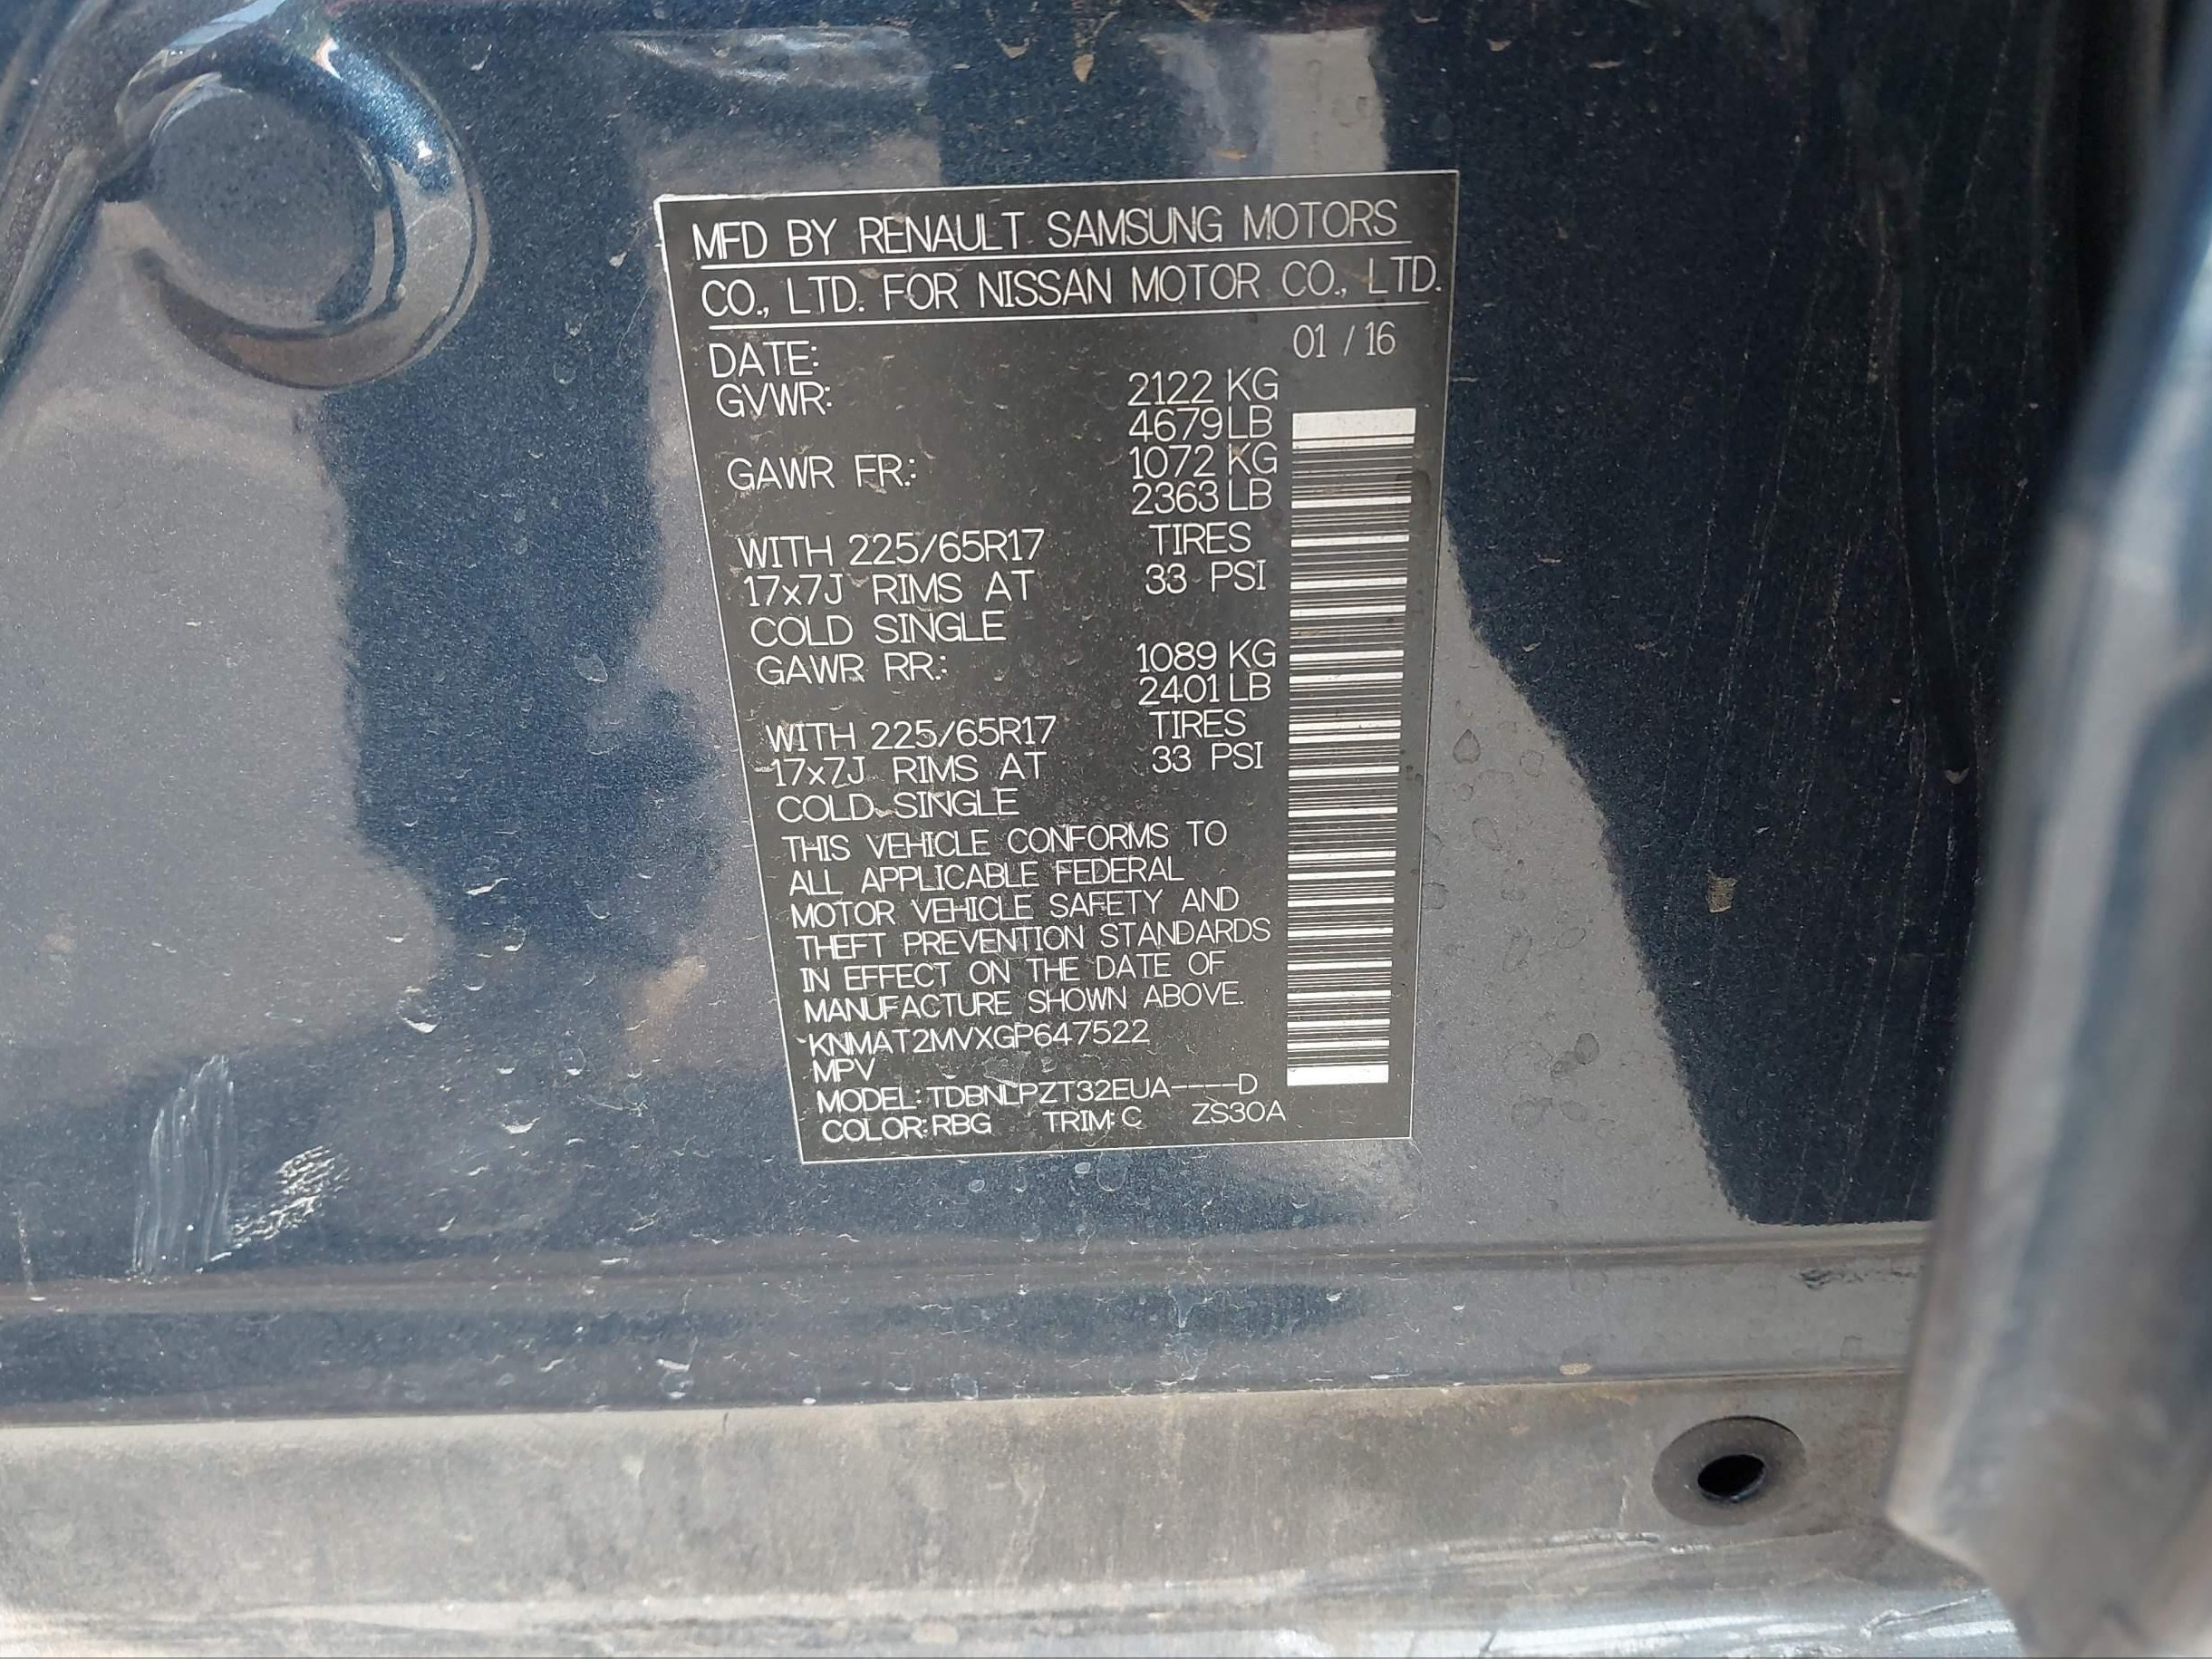 MFD BY RENAULT SAMSUNG MOTORS
CO., LTD. FOR NISSAN MOTOR CO., LTD.
DATE: 01 / 16
GVWR: 2122 KG
4679 LB
GAWR FR.: 1072 KG
2363 LB
WITH 225/65R17 TIRES
17x7J RIMS AT 33 PSI
COLD SINGLE
GAWR RR.: 1089 KG
2401 LB
WITH 225/65R17 TIRES
17x7J RIMS AT 33 PSI
COLD SINGLE
THIS VEHICLE CONFORMS TO
ALL APPLICABLE FEDERAL
MOTOR VEHICLE SAFETY AND
THEFT PREVENTION STANDARDS
IN EFFECT ON THE DATE OF
MANUFACTURE SHOWN ABOVE.
KNMAT2MVXGP647522
MPV
MODEL: TDBNLPZT32EUA----D
COLOR: RBG TRIM: C ZS30A